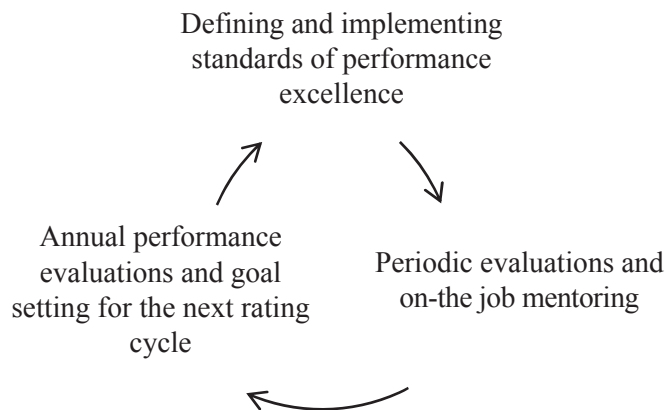 Defining and implementing
standards of performance
excellence
Periodic evaluations and
on-the job mentoring
Annual performance
evaluations and goal
setting for the next rating
cycle